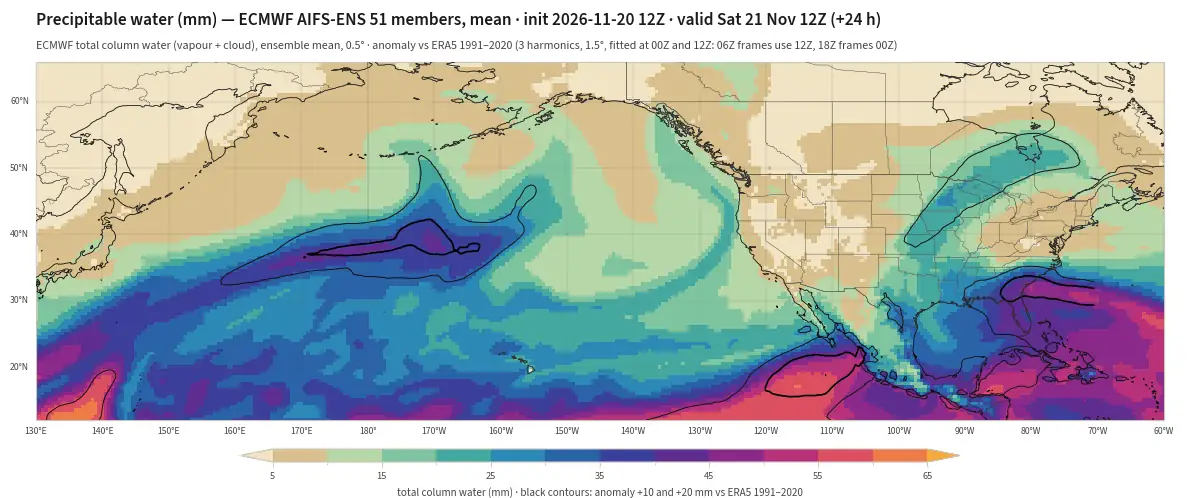 Precipitable water (mm) — ECMWF AIFS-ENS 51 members, mean · init 2026-11-20 12Z · valid Sat 21 Nov 12Z (+24 h)
ECMWF total column water (vapour + cloud), ensemble mean, 0.5° · anomaly vs ERA5 1991–2020 (3 harmonics, 1.5°, fitted at 00Z and 12Z: 06Z frames use 12Z, 18Z frames 00Z)
60°N
50°N
40°N
30°N
20°N
130°E 140°E 150°E 160°E 170°E 180° 170°W 160°W 150°W 140°W 130°W 120°W 110°W 100°W 90°W 80°W 70°W 60°W
5 15 25 35 45 55 65
total column water (mm) · black contours: anomaly +10 and +20 mm vs ERA5 1991–2020